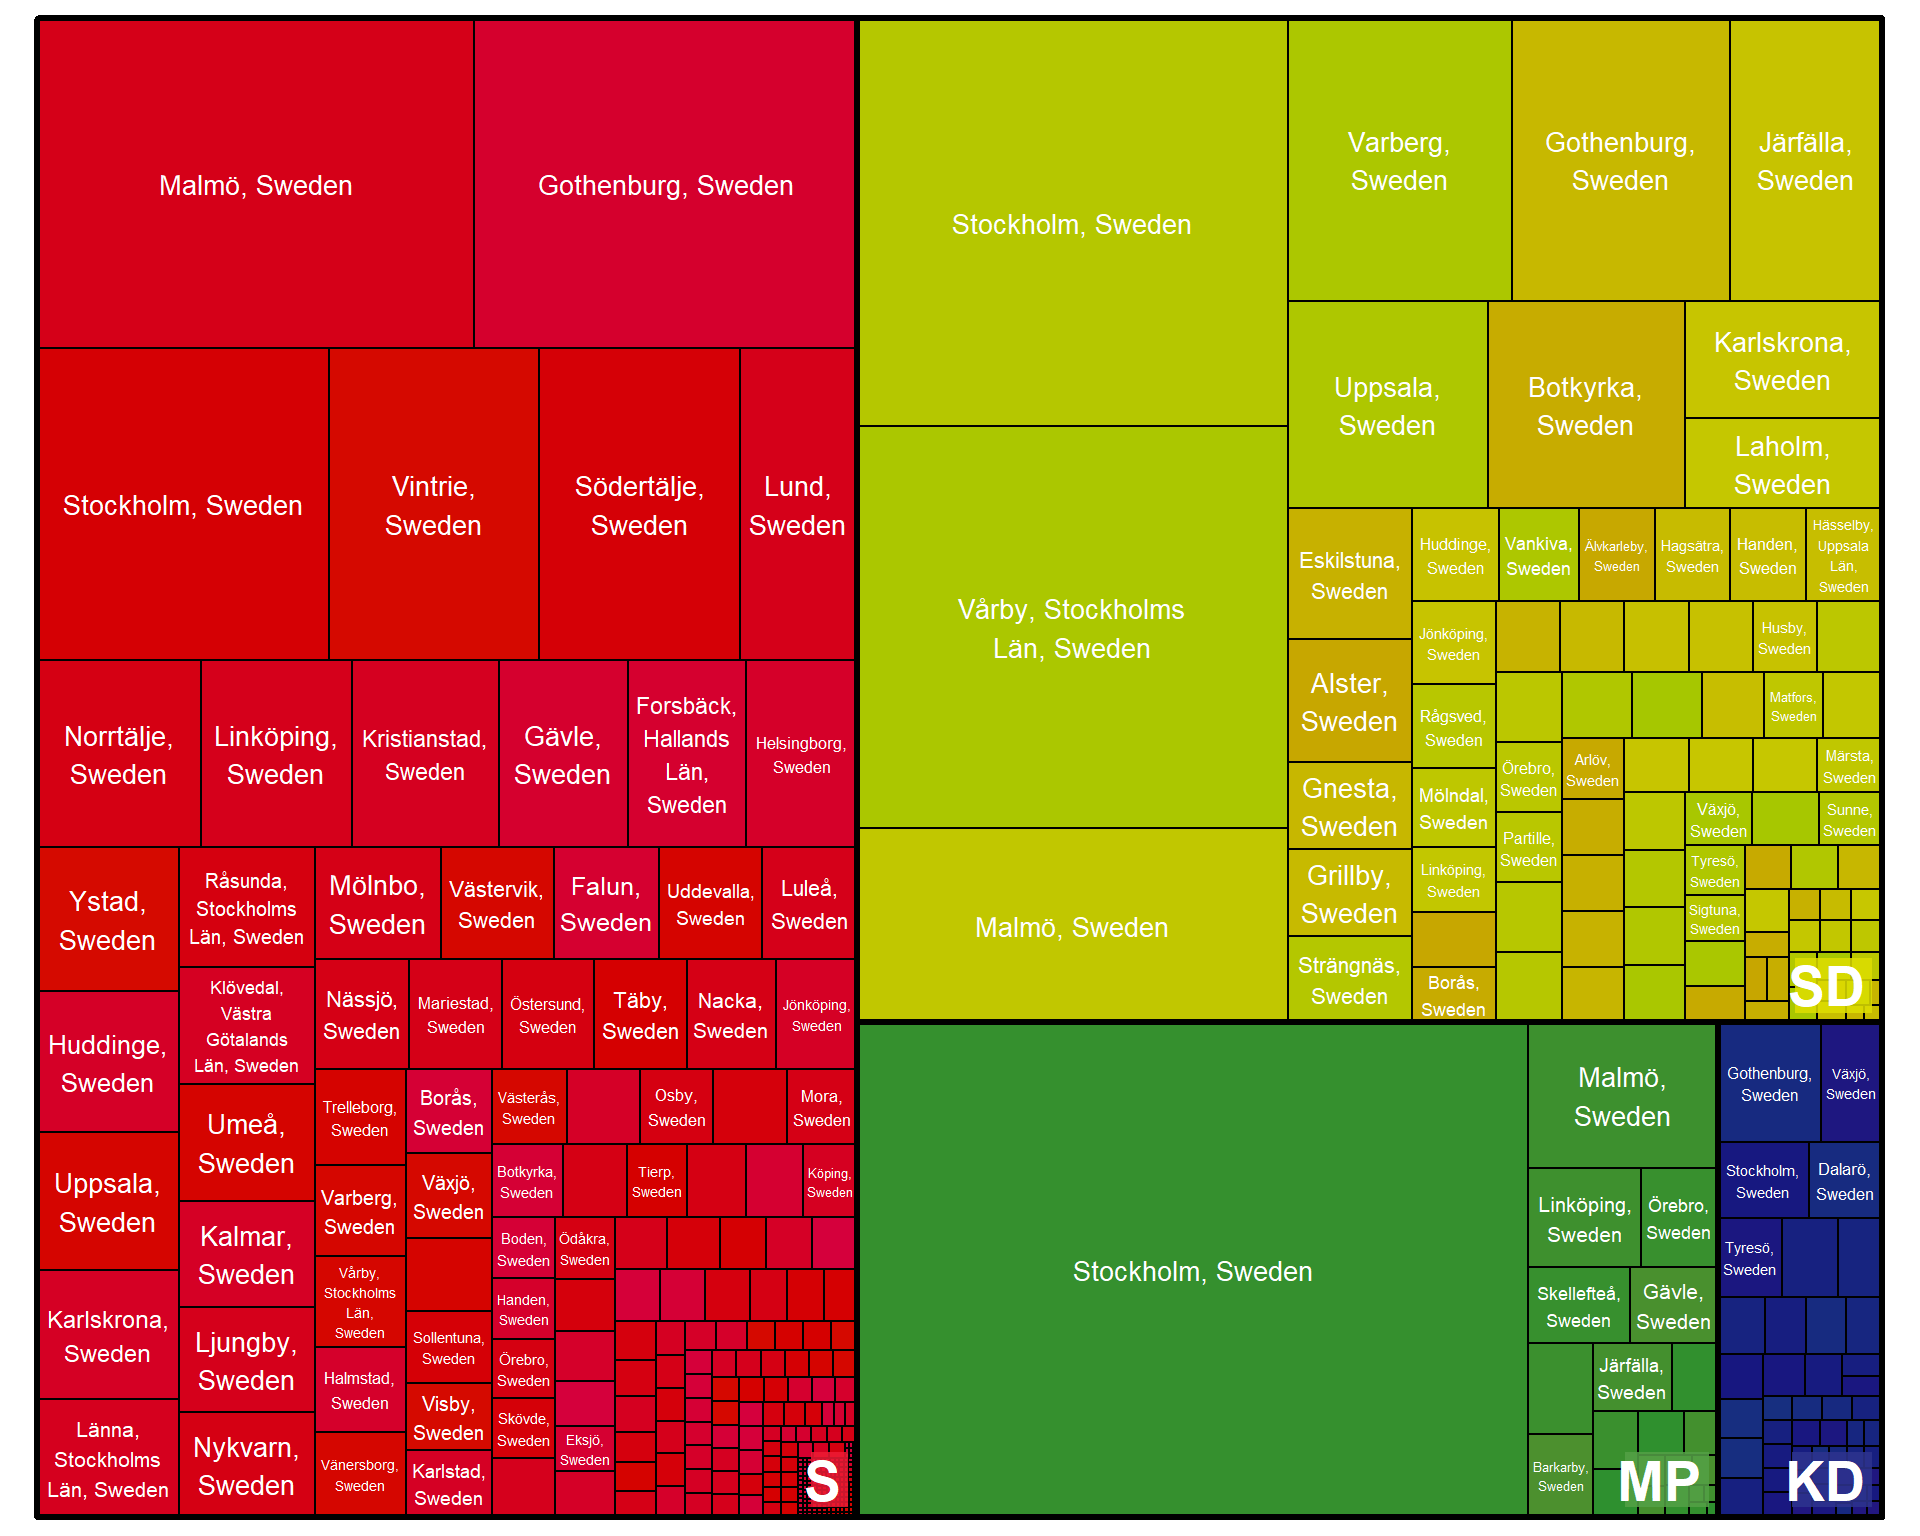 Malmö, Sweden
Gothenburg, Sweden
Stockholm, Sweden
Vintrie,
Sweden
Södertälje,
Sweden
Lund,
Sweden
Norrtälje,
Sweden
Linköping,
Sweden
Kristianstad,
Sweden
Gävle,
Sweden
Forsbäck,
Hallands
Län,
Sweden
Helsingborg,
Sweden
Ystad,
Sweden
Huddinge,
Sweden
Uppsala,
Sweden
Karlskrona,
Sweden
Länna,
Stockholms
Län, Sweden
Råsunda,
Stockholms
Län, Sweden
Klövedal,
Västra
Götalands
Län, Sweden
Umeå,
Sweden
Kalmar,
Sweden
Ljungby,
Sweden
Nykvarn,
Sweden
Mölnbo,
Sweden
Västervik,
Sweden
Falun,
Sweden
Uddevalla,
Sweden
Luleå,
Sweden
Nässjö,
Sweden
Mariestad,
Sweden
Östersund,
Sweden
Täby,
Sweden
Nacka,
Sweden
Jönköping,
Sweden
Trelleborg,
Sweden
Varberg,
Sweden
Vårby,
Stockholms
Län,
Sweden
Halmstad,
Sweden
Vänersborg,
Sweden
Borås,
Sweden
Växjö,
Sweden
Sollentuna,
Sweden
Visby,
Sweden
Karlstad,
Sweden
Västerås,
Sweden
Osby,
Sweden
Mora,
Sweden
Botkyrka,
Sweden
Tierp,
Sweden
Köping,
Sweden
Boden,
Sweden
Ödåkra,
Sweden
Handen,
Sweden
Örebro,
Sweden
Skövde,
Sweden
Eksjö,
Sweden
S
Stockholm, Sweden
Vårby, Stockholms
Län, Sweden
Malmö, Sweden
Varberg,
Sweden
Gothenburg,
Sweden
Järfälla,
Sweden
Uppsala,
Sweden
Botkyrka,
Sweden
Karlskrona,
Sweden
Laholm,
Sweden
Eskilstuna,
Sweden
Alster,
Sweden
Gnesta,
Sweden
Grillby,
Sweden
Strängnäs,
Sweden
Huddinge,
Sweden
Vankiva,
Sweden
Älvkarleby,
Sweden
Hagsätra,
Sweden
Handen,
Sweden
Hässelby,
Uppsala
Län,
Sweden
Jönköping,
Sweden
Rågsved,
Sweden
Mölndal,
Sweden
Linköping,
Sweden
Borås,
Sweden
Husby,
Sweden
Matfors,
Sweden
Örebro,
Sweden
Partille,
Sweden
Arlöv,
Sweden
Märsta,
Sweden
Växjö,
Sweden
Sunne,
Sweden
Tyresö,
Sweden
Sigtuna,
Sweden
SD
Stockholm, Sweden
Malmö,
Sweden
Linköping,
Sweden
Örebro,
Sweden
Skellefteå,
Sweden
Gävle,
Sweden
Järfälla,
Sweden
Barkarby,
Sweden
MP
Gothenburg,
Sweden
Växjö,
Sweden
Stockholm,
Sweden
Dalarö,
Sweden
Tyresö,
Sweden
KD